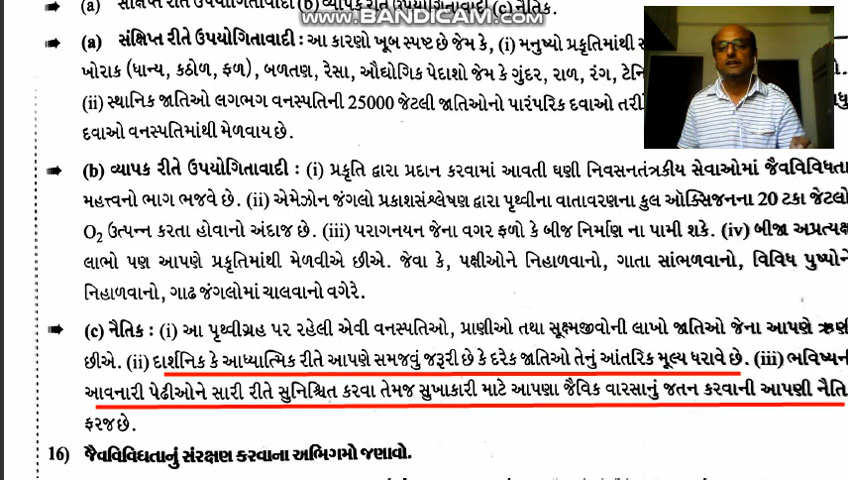 (a) સંક્ષિપ્ત રીતે ઉપયોગિતાવાદી (b) વ્યાપક રીતે ઉપયોગિતાવાદી (c) નૈતિક.
WWW.BANDICAM.COM
(a) સંક્ષિપ્ત રીતે ઉપયોગિતાવાદી : આ કારણો ખૂબ સ્પષ્ટ છે જેમ કે, (i) મનુષ્યો પ્રકૃતિમાંથી
ખોરાક (ધાન્ય, કઠોળ, ફળ), બળતણ, રેસા, ઔદ્યોગિક પેદાશો જેમ કે ગુંદર, રાળ, રંગ,
(ii) સ્થાનિક જાતિઓ લગભગ વનસ્પતિની 25000 જેટલી જાતિઓનો પારંપરિક દવાઓ
દવાઓ વનસ્પતિમાંથી મેળવાય છે.
(b) વ્યાપક રીતે ઉપયોગિતાવાદી : (i) પ્રકૃતિ દ્વારા પ્રદાન કરવામાં આવતી ઘણી નિવસનતંત્રકીય સેવાઓમાં જૈવવિવિધતા
મહત્ત્વનો ભાગ ભજવે છે. (ii) એમેઝોન જંગલો પ્રકાશસંશ્લેષણ દ્વારા પૃથ્વીના વાતાવરણના કુલ ઑક્સિજનના 20 ટકા જેટલો
O₂ ઉત્પન્ન કરતા હોવાનો અંદાજ છે. (iii) પરાગનયન જેના વગર ફળો કે બીજ નિર્માણ ના પામી શકે. (iv) બીજા અપ્રત્યક્ષ
લાભો પણ આપણે પ્રકૃતિમાંથી મેળવીએ છીએ. જેવા કે, પક્ષીઓને નિહાળવાનો, ગાતા સાંભળવાનો, વિવિધ પુષ્પોને
નિહાળવાનો, ગાઢ જંગલોમાં ચાલવાનો વગેરે.
(c) નૈતિક : (i) આ પૃથ્વીગ્રહ પર રહેલી એવી વનસ્પતિઓ, પ્રાણીઓ તથા સૂક્ષ્મજીવોની લાખો જાતિઓ જેના આપણે ઋણી
છીએ. (ii) દાર્શનિક કે આધ્યાત્મિક રીતે આપણે સમજવું જરૂરી છે કે દરેક જાતિઓ તેનું આંતરિક મૂલ્ય ધરાવે છે. (iii) ભવિષ્યની
આવનારી પેઢીઓને સારી રીતે સુનિશ્ચિત કરવા તેમજ સુખાકારી માટે આપણા જૈવિક વારસાનું જતન કરવાની આપણી
ફરજ છે.
16) જૈવવિવિધતાનું સંરક્ષણ કરવાના અભિગમો જણાવો.